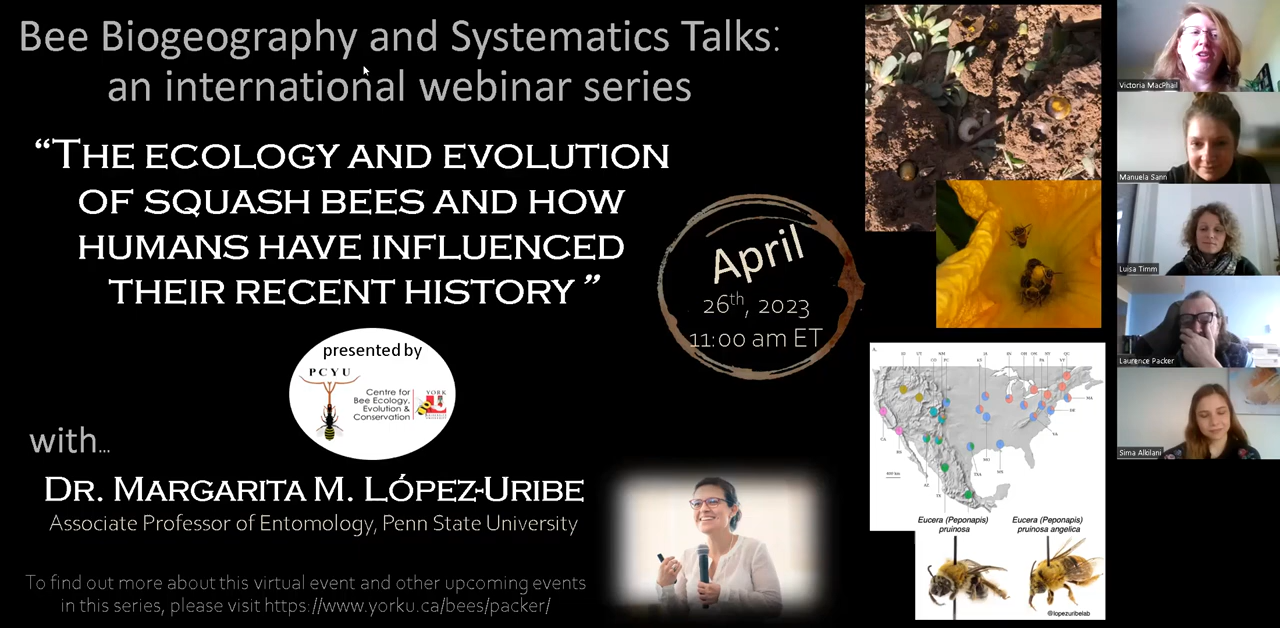 Bee Biogeography and Systematics Talks:
an international webinar series
“THE ECOLOGY AND EVOLUTION
OF SQUASH BEES AND HOW
HUMANS HAVE INFLUENCED
THEIR RECENT HISTORY”
April
26th, 2023
11:00 am ET
presented by
PCYU
Centre for
Bee Ecology,
Evolution &
Conservation
YORK
with...
DR. MARGARITA M. LÓPEZ-URIBE
Associate Professor of Entomology, Penn State University
To find out more about this virtual event and other upcoming events
in this series, please visit https://www.yorku.ca/bees/packer/
Eucera (Peponapis)
pruinosa
Eucera (Peponapis)
pruinosa angelica
@lopezuribelab
Victoria MacPhail
Manuela Sann
Luisa Timm
Laurence Packer
Sima Alkilani